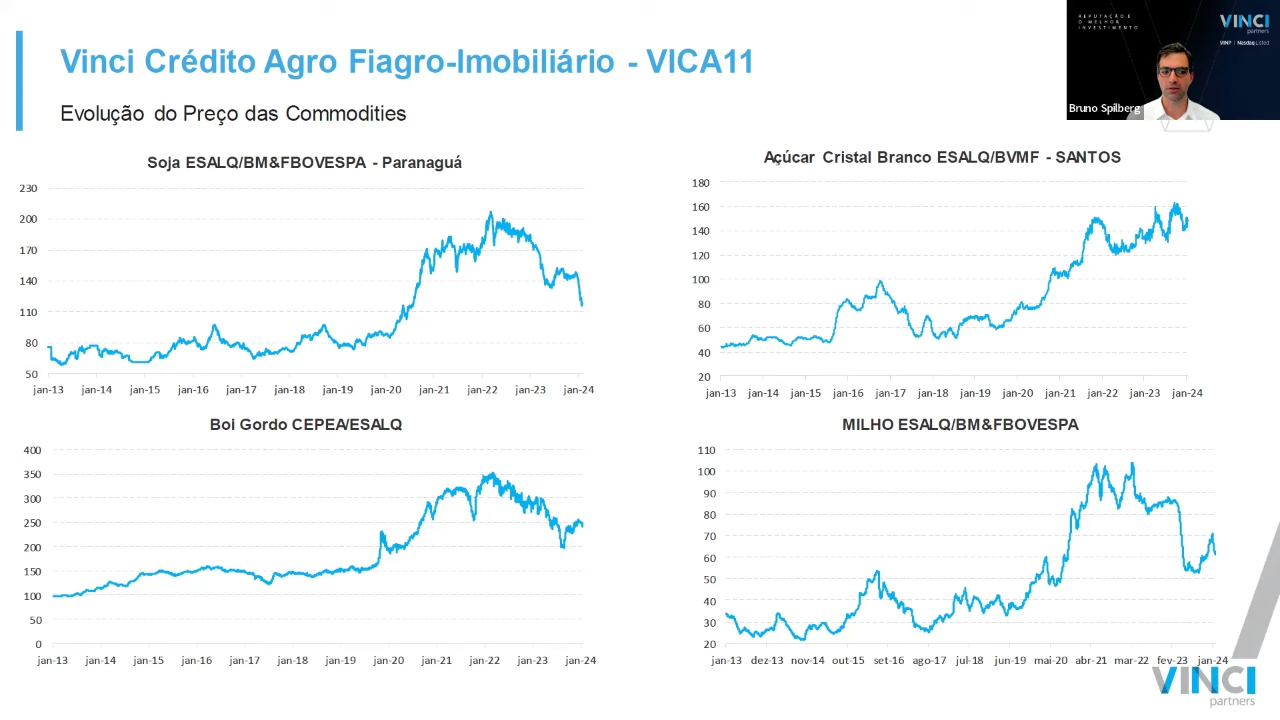 Vinci Crédito Agro Fiagro-Imobiliário - VICA11
Evolução do Preço das Commodities
REPUTAÇÃO É
O MELHOR
INVESTIMENTO
VINCI
partners
VINP | Nasdaq Listed
Bruno Spilberg
Soja ESALQ/BM&FBOVESPA - Paranaguá
230
200
170
140
110
80
50
jan-13 jan-14 jan-15 jan-16 jan-17 jan-18 jan-19 jan-20 jan-21 jan-22 jan-23 jan-24
Açúcar Cristal Branco ESALQ/BVMF - SANTOS
180
160
140
120
100
80
60
40
20
jan-13 jan-14 jan-15 jan-16 jan-17 jan-18 jan-19 jan-20 jan-21 jan-22 jan-23 jan-24
Boi Gordo CEPEA/ESALQ
400
350
300
250
200
150
100
50
0
jan-13 jan-14 jan-15 jan-16 jan-17 jan-18 jan-19 jan-20 jan-21 jan-22 jan-23 jan-24
MILHO ESALQ/BM&FBOVESPA
110
100
90
80
70
60
50
40
30
20
jan-13 dez-13 nov-14 out-15 set-16 ago-17 jul-18 jun-19 mai-20 abr-21 mar-22 fev-23 jan-24
VINCI
partners